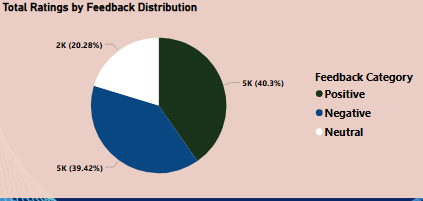 Total Ratings by Feedback Distribution
2K (20.28%)
5K (40.3%)
5K (39.42%)
Feedback Category
Positive
Negative
Neutral